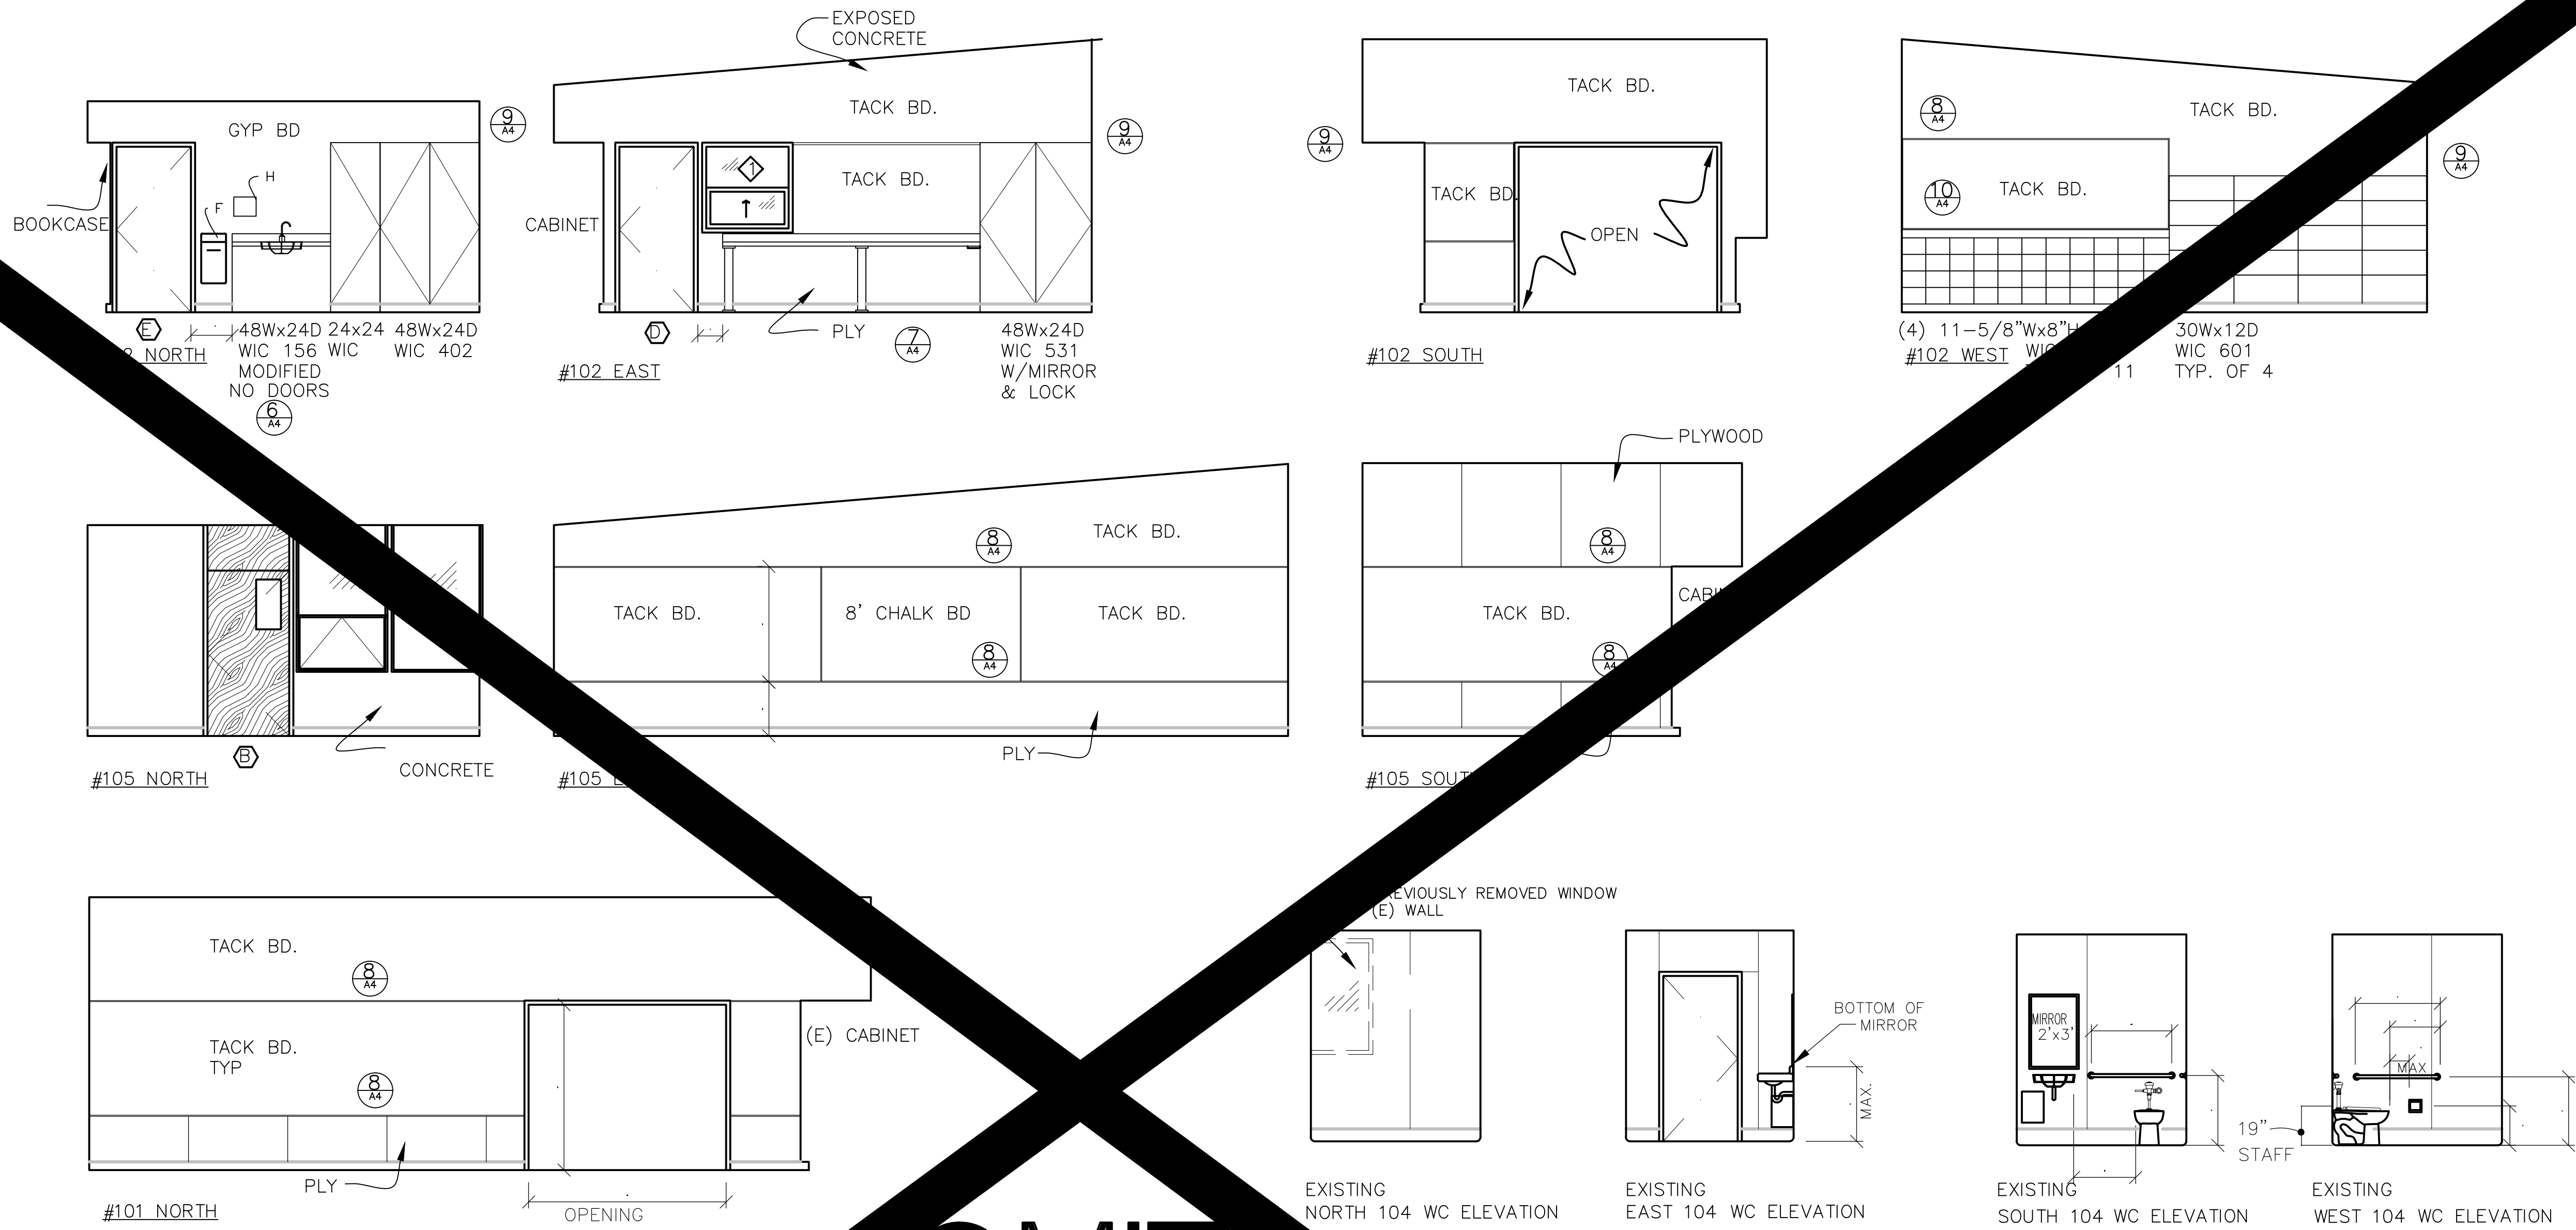 EXPOSED
CONCRETE
GYP BD
9
A4
H
F
BOOKCASE
E
48Wx24D
WIC 156
MODIFIED
NO DOORS
24x24
WIC
48Wx24D
WIC 402
NORTH
6
A4
TACK BD.
TACK BD.
1
CABINET
9
A4
D
PLY
7
A4
48Wx24D
WIC 531
W/MIRROR
& LOCK
#102 EAST
TACK BD.
9
A4
TACK BD.
OPEN
#102 SOUTH
8
A4
TACK BD.
9
A4
10
A4
TACK BD.
(4) 11-5/8"Wx8"H
#102 WEST
11
30Wx12D
WIC 601
TYP. OF 4
B
CONCRETE
#105 NORTH
8
A4
TACK BD.
TACK BD.
8' CHALK BD
TACK BD.
8
A4
PLY
#105
PLYWOOD
8
A4
TACK BD.
8
A4
#105
TACK BD.
8
A4
TACK BD.
TYP
8
A4
(E) CABINET
PLY
OPENING
#101 NORTH
REMOVED WINDOW
(E) WALL
EXISTING
NORTH 104 WC ELEVATION
BOTTOM OF
MIRROR
MAX.
EXISTING
EAST 104 WC ELEVATION
MIRROR
2'x3'
EXISTING
SOUTH 104 WC ELEVATION
MAX
19"
STAFF
EXISTING
WEST 104 WC ELEVATION